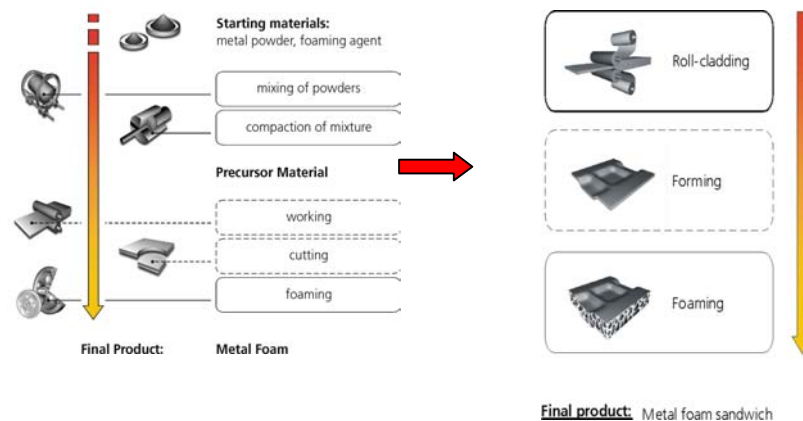 Starting materials:
metal powder, foaming agent
mixing of powders
compaction of mixture
Precursor Material
working
cutting
foaming
Final Product: Metal Foam
Roll-cladding
Forming
Foaming
Final product: Metal foam sandwich